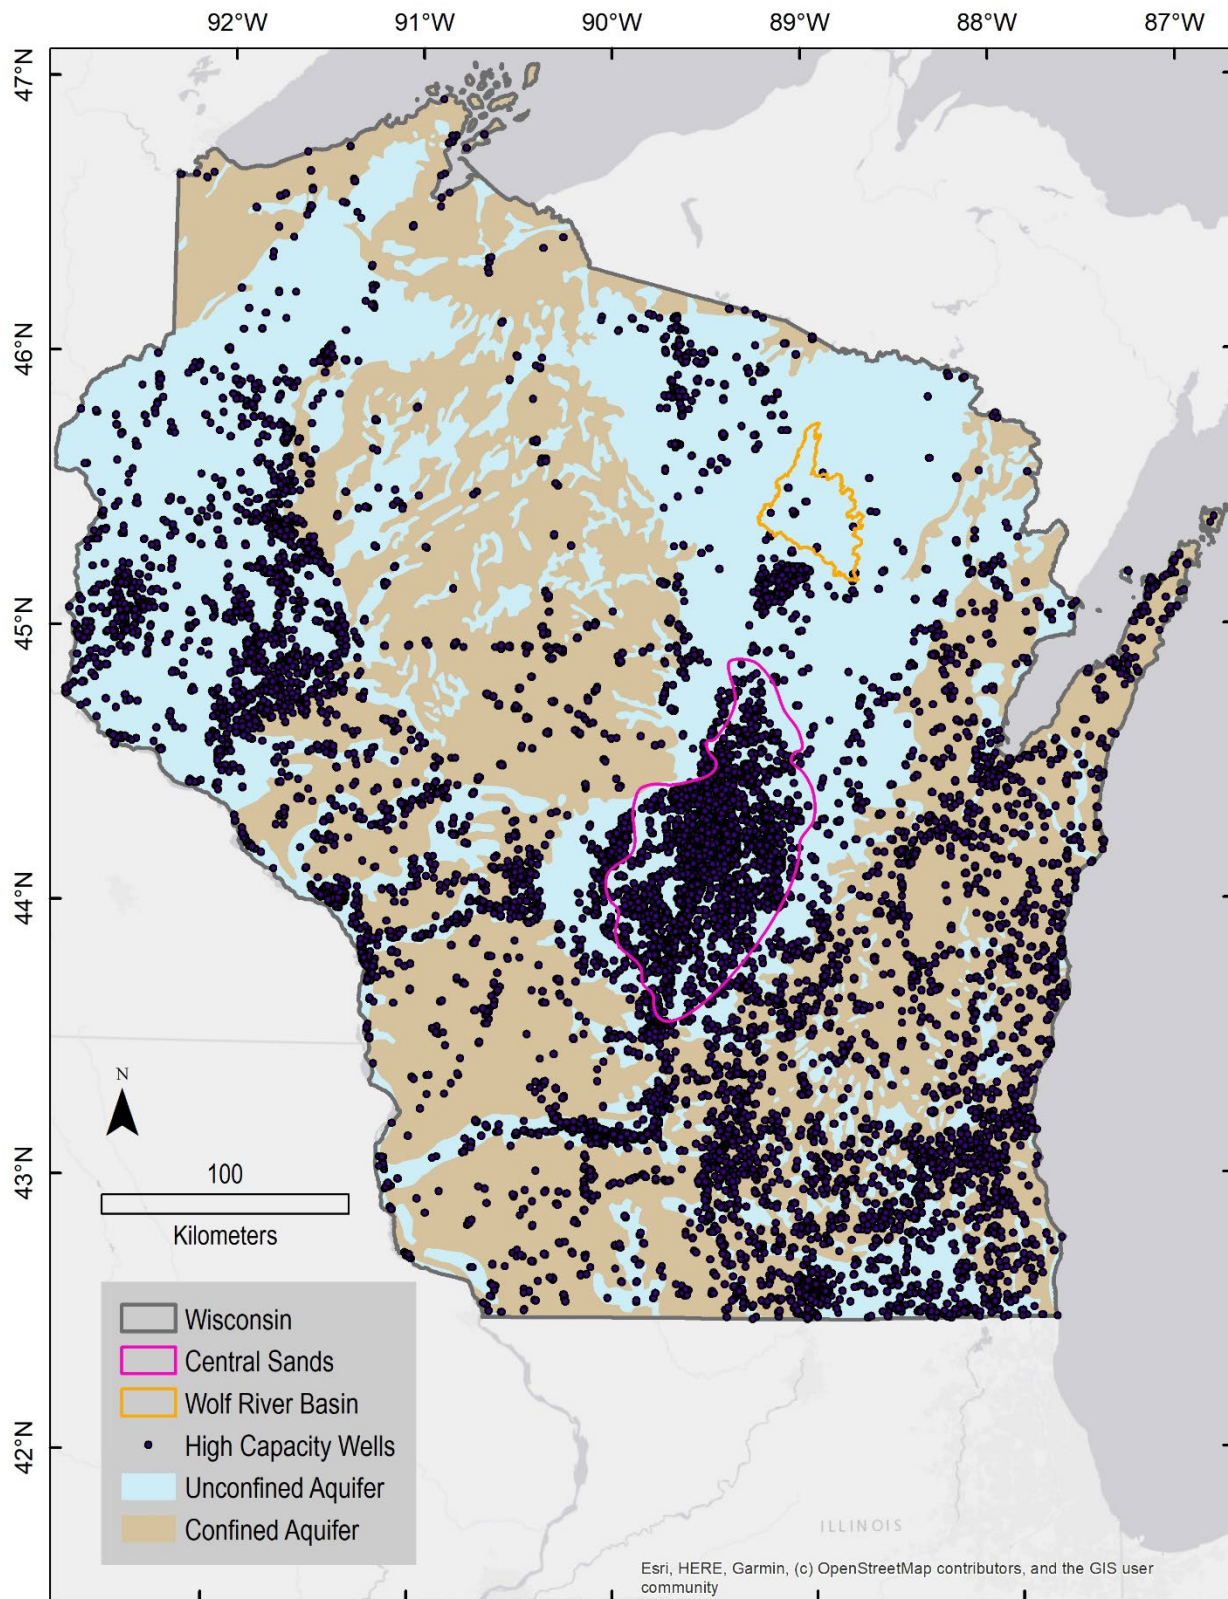 92°W 91°W 90°W 89°W 88°W 87°W
47°N
46°N
45°N
44°N
43°N
42°N
N
100
Kilometers
Wisconsin
Central Sands
Wolf River Basin
High Capacity Wells
Unconfined Aquifer
Confined Aquifer
ILLINOIS
Esri, HERE, Garmin, (c) OpenStreetMap contributors, and the GIS user
community